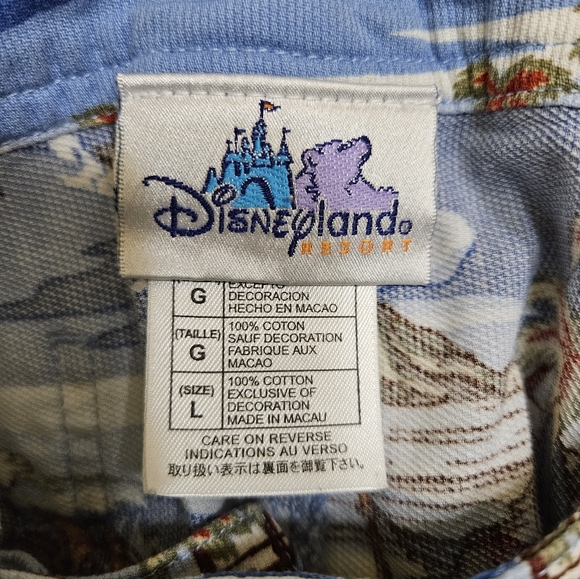 Disneyland
RESORT
G
EXCEPTO
DECORACION
HECHO EN MACAO
(TAILLE)
G
100% COTON
SAUF DECORATION
FABRIQUE AUX
MACAO
(SIZE)
L
100% COTTON
EXCLUSIVE OF
DECORATION
MADE IN MACAU
CARE ON REVERSE
INDICATIONS AU VERSO
取り扱い表示は裏面を御覧下さい。